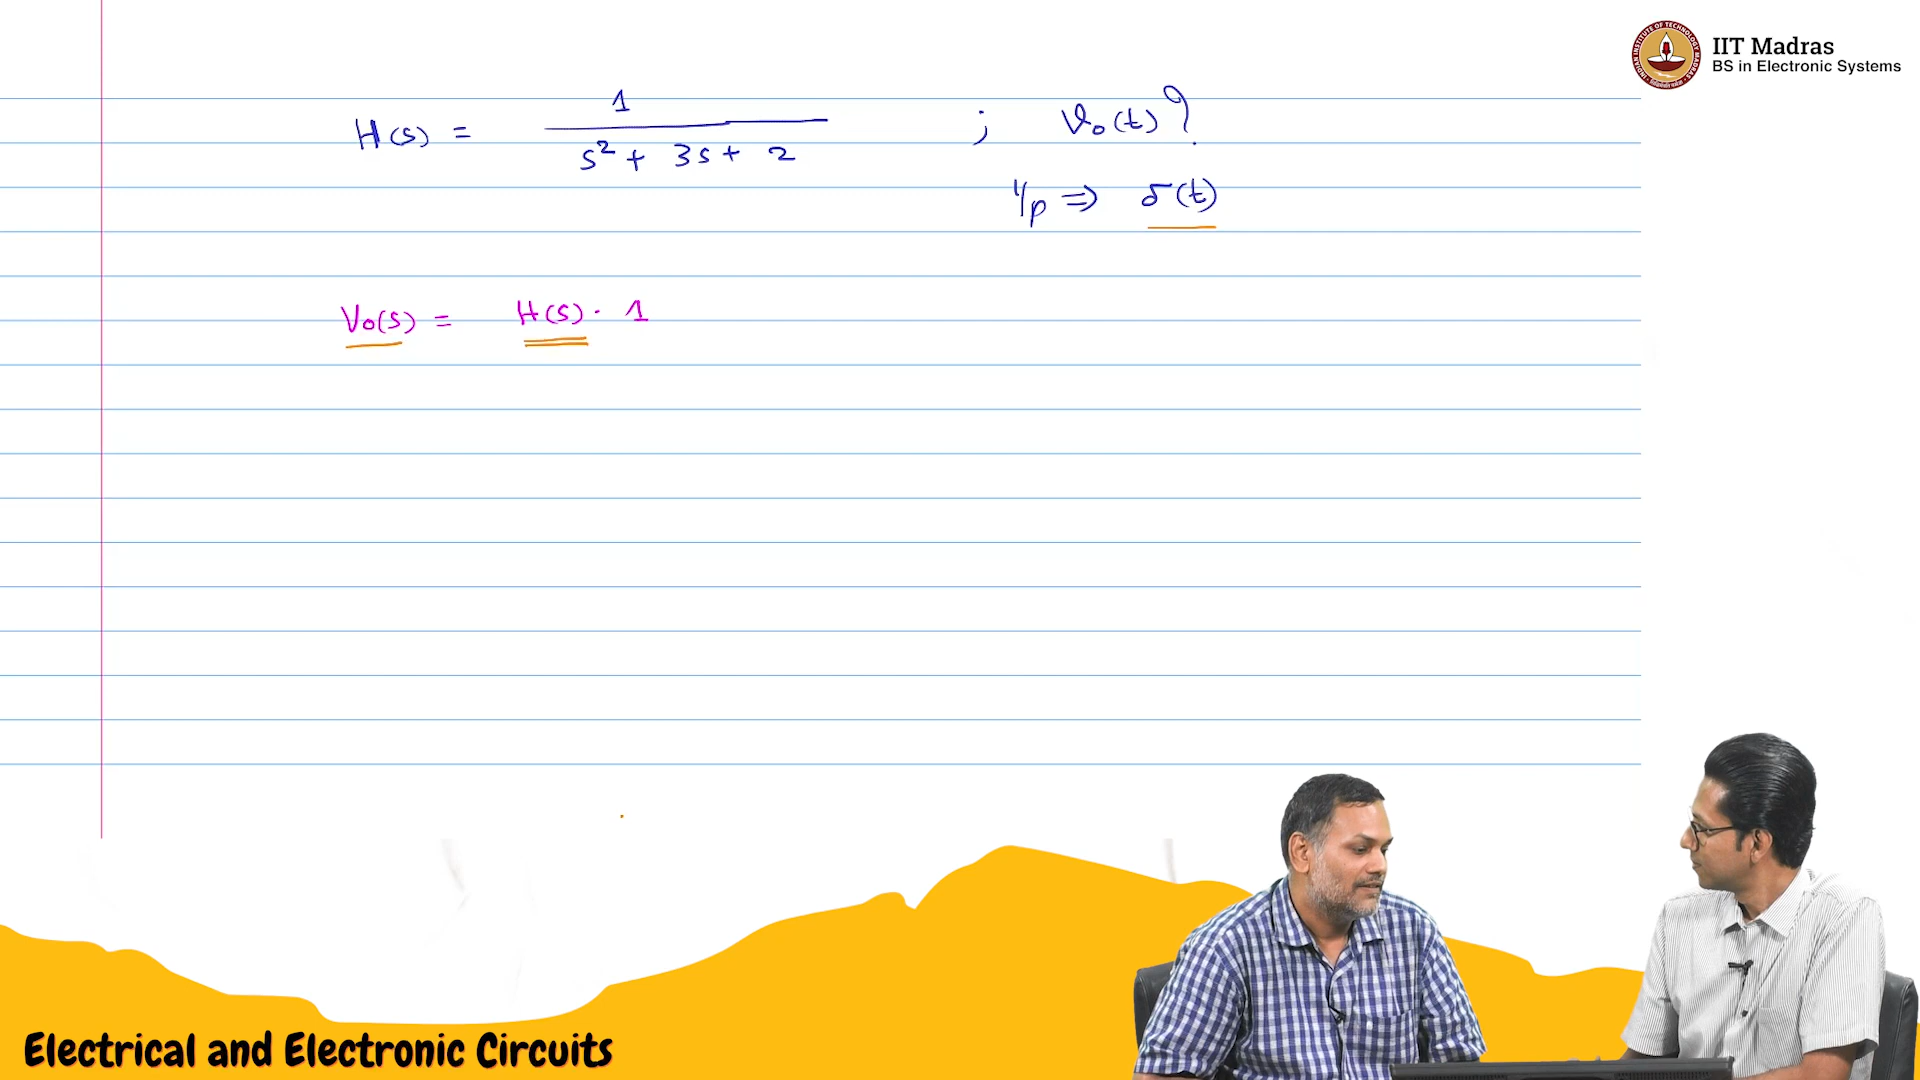 IIT Madras
BS in Electronic Systems
H(s) = 1 / (s² + 3s + 2) ; v₀(t) ?
i/p ⇒ δ(t)
V₀(s) = H(s) · 1
Electrical and Electronic Circuits